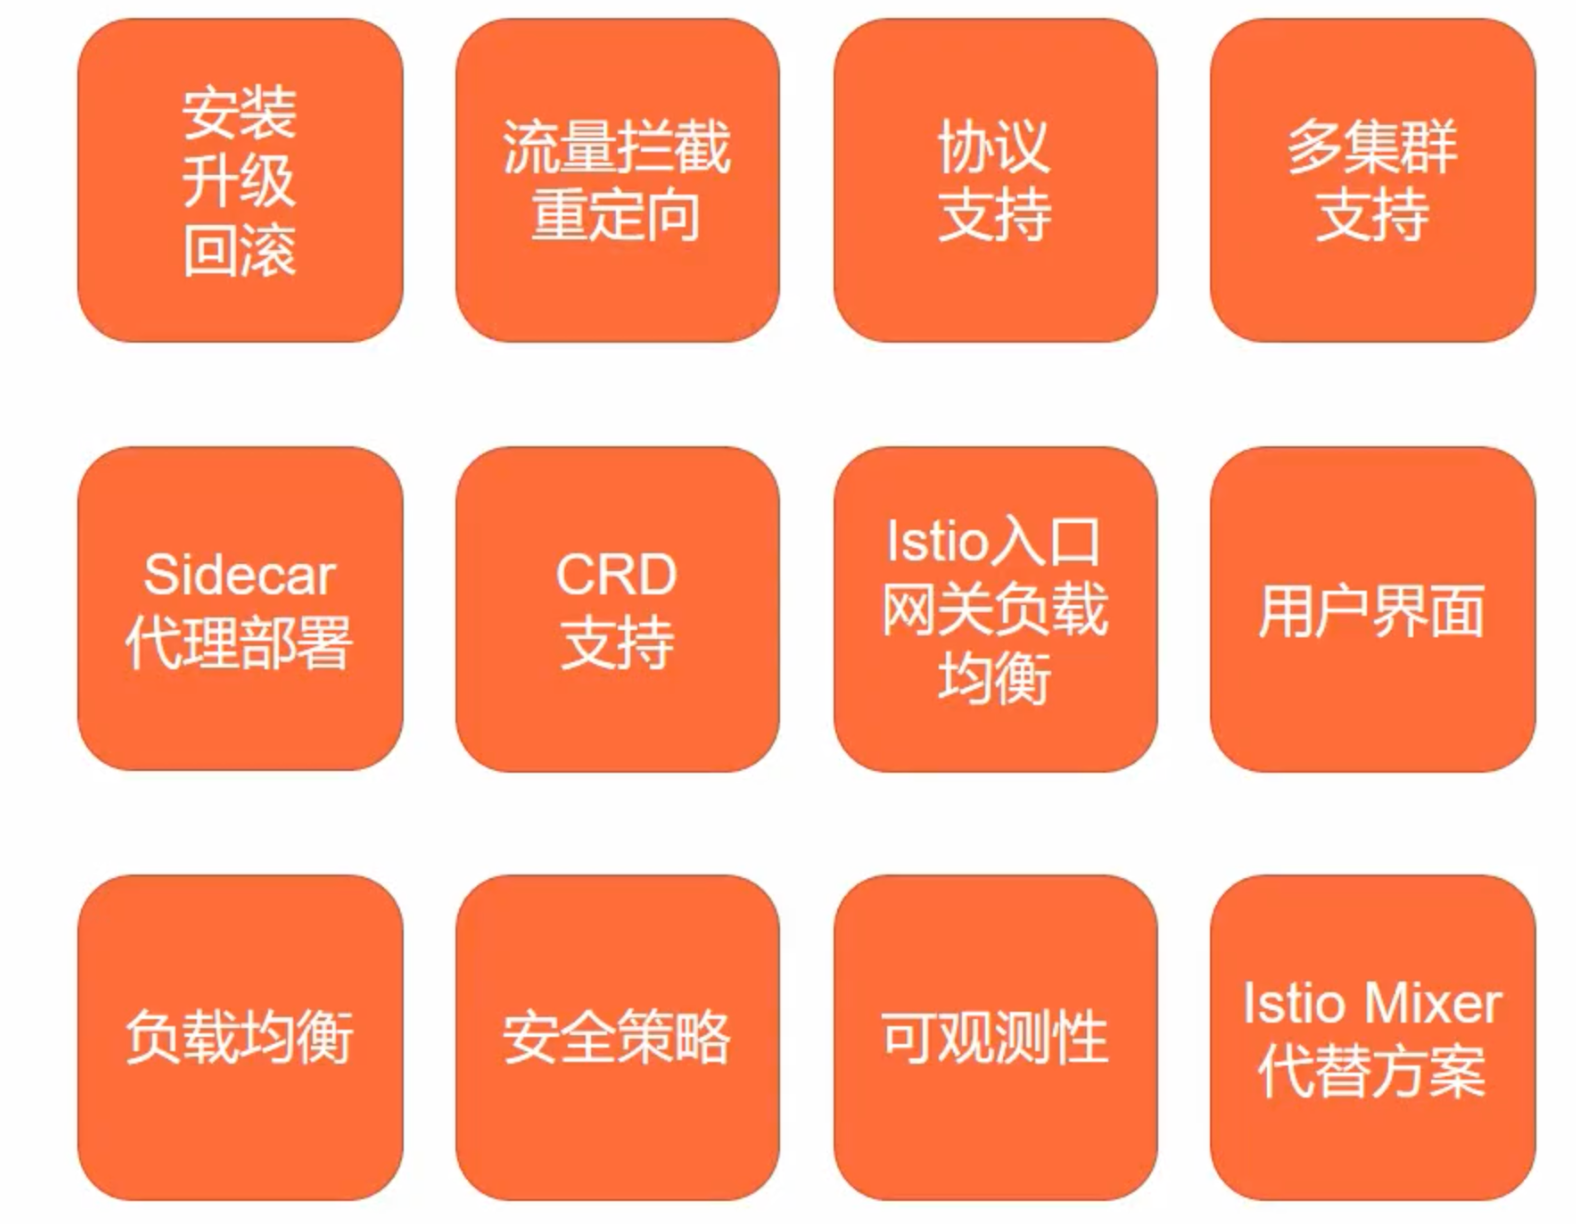 安装
升级
回滚
流量拦截
重定向
协议
支持
多集群
支持
Sidecar
代理部署
CRD
支持
Istio入口
网关负载
均衡
用户界面
负载均衡
安全策略
可观测性
Istio Mixer
代替方案